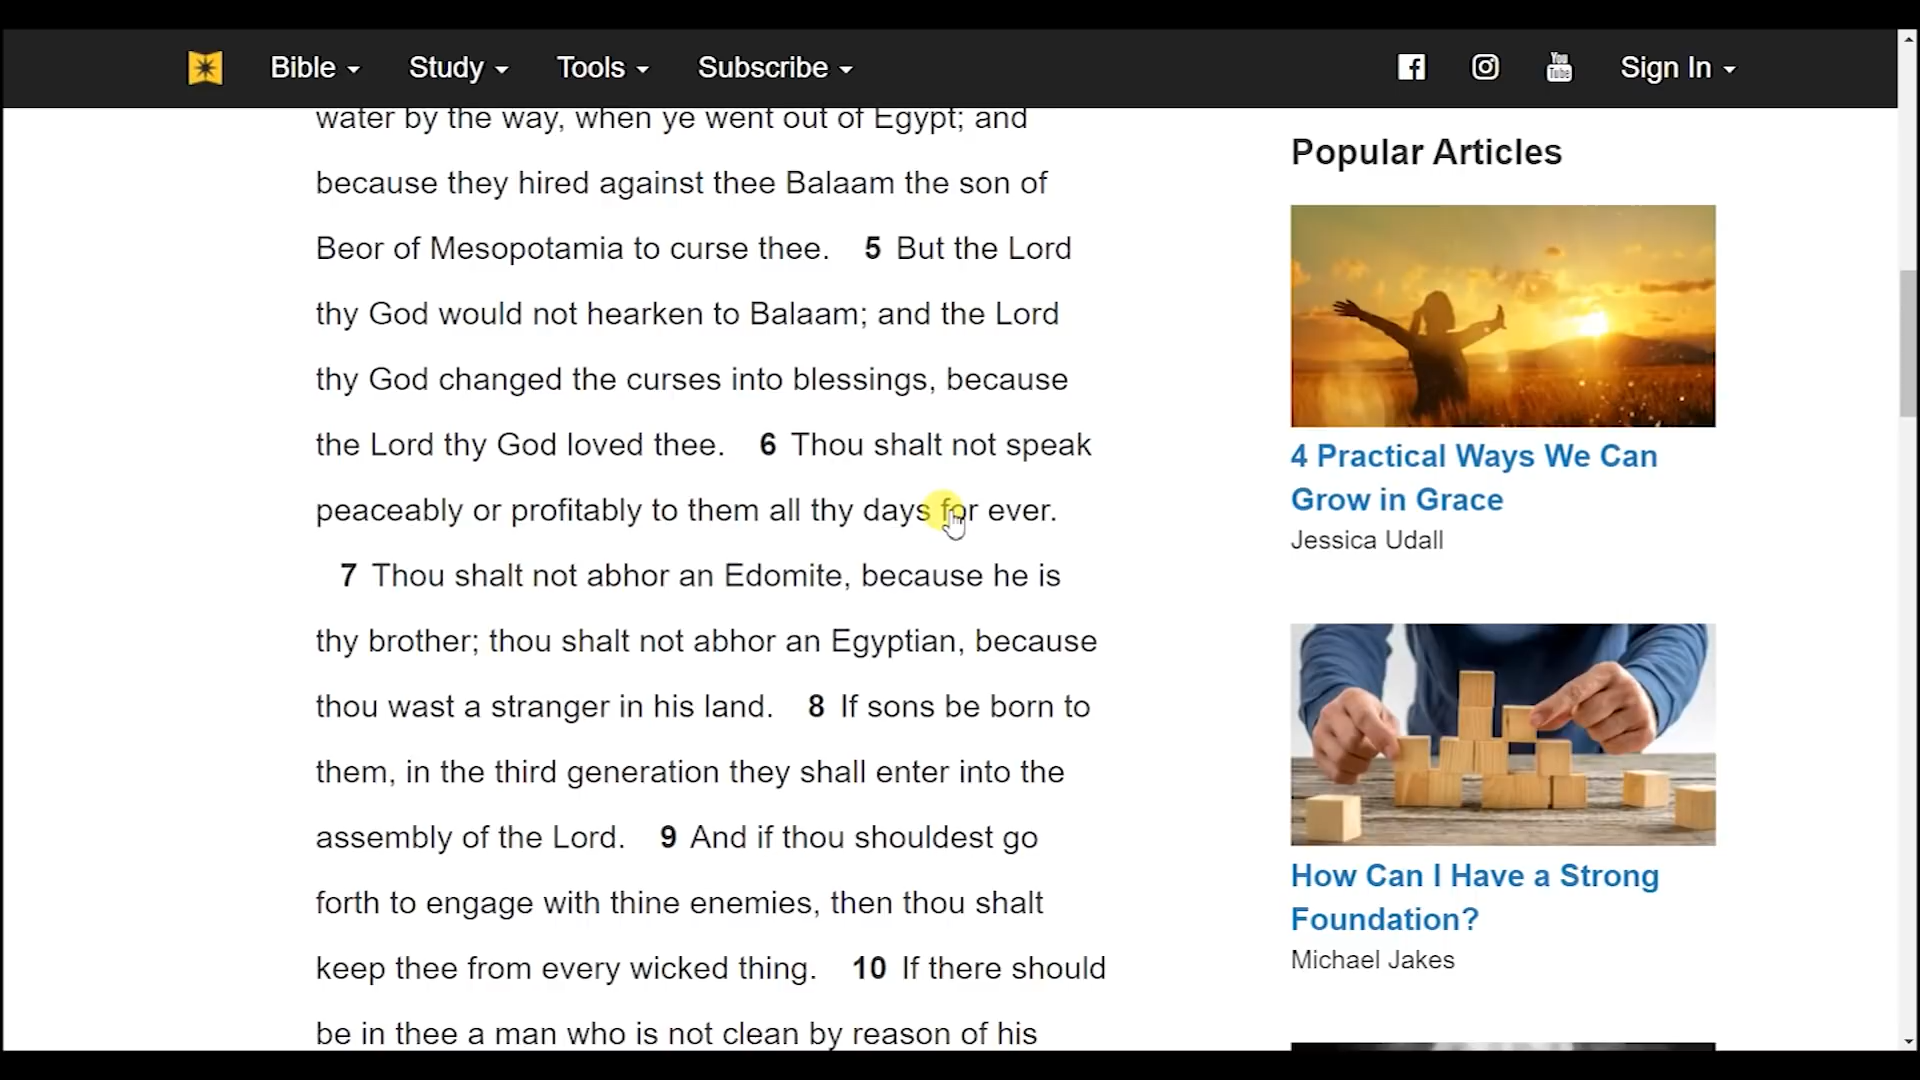 Bible
Study
Tools
Subscribe
You
Tube
Sign In
water by the way, when ye went out of Egypt; and
because they hired against thee Balaam the son of
Beor of Mesopotamia to curse thee. 5 But the Lord
thy God would not hearken to Balaam; and the Lord
thy God changed the curses into blessings, because
the Lord thy God loved thee. 6 Thou shalt not speak
peaceably or profitably to them all thy days for ever.
7 Thou shalt not abhor an Edomite, because he is
thy brother; thou shalt not abhor an Egyptian, because
thou wast a stranger in his land. 8 If sons be born to
them, in the third generation they shall enter into the
assembly of the Lord. 9 And if thou shouldest go
forth to engage with thine enemies, then thou shalt
keep thee from every wicked thing. 10 If there should
be in thee a man who is not clean by reason of his
Popular Articles
4 Practical Ways We Can
Grow in Grace
Jessica Udall
How Can I Have a Strong
Foundation?
Michael Jakes